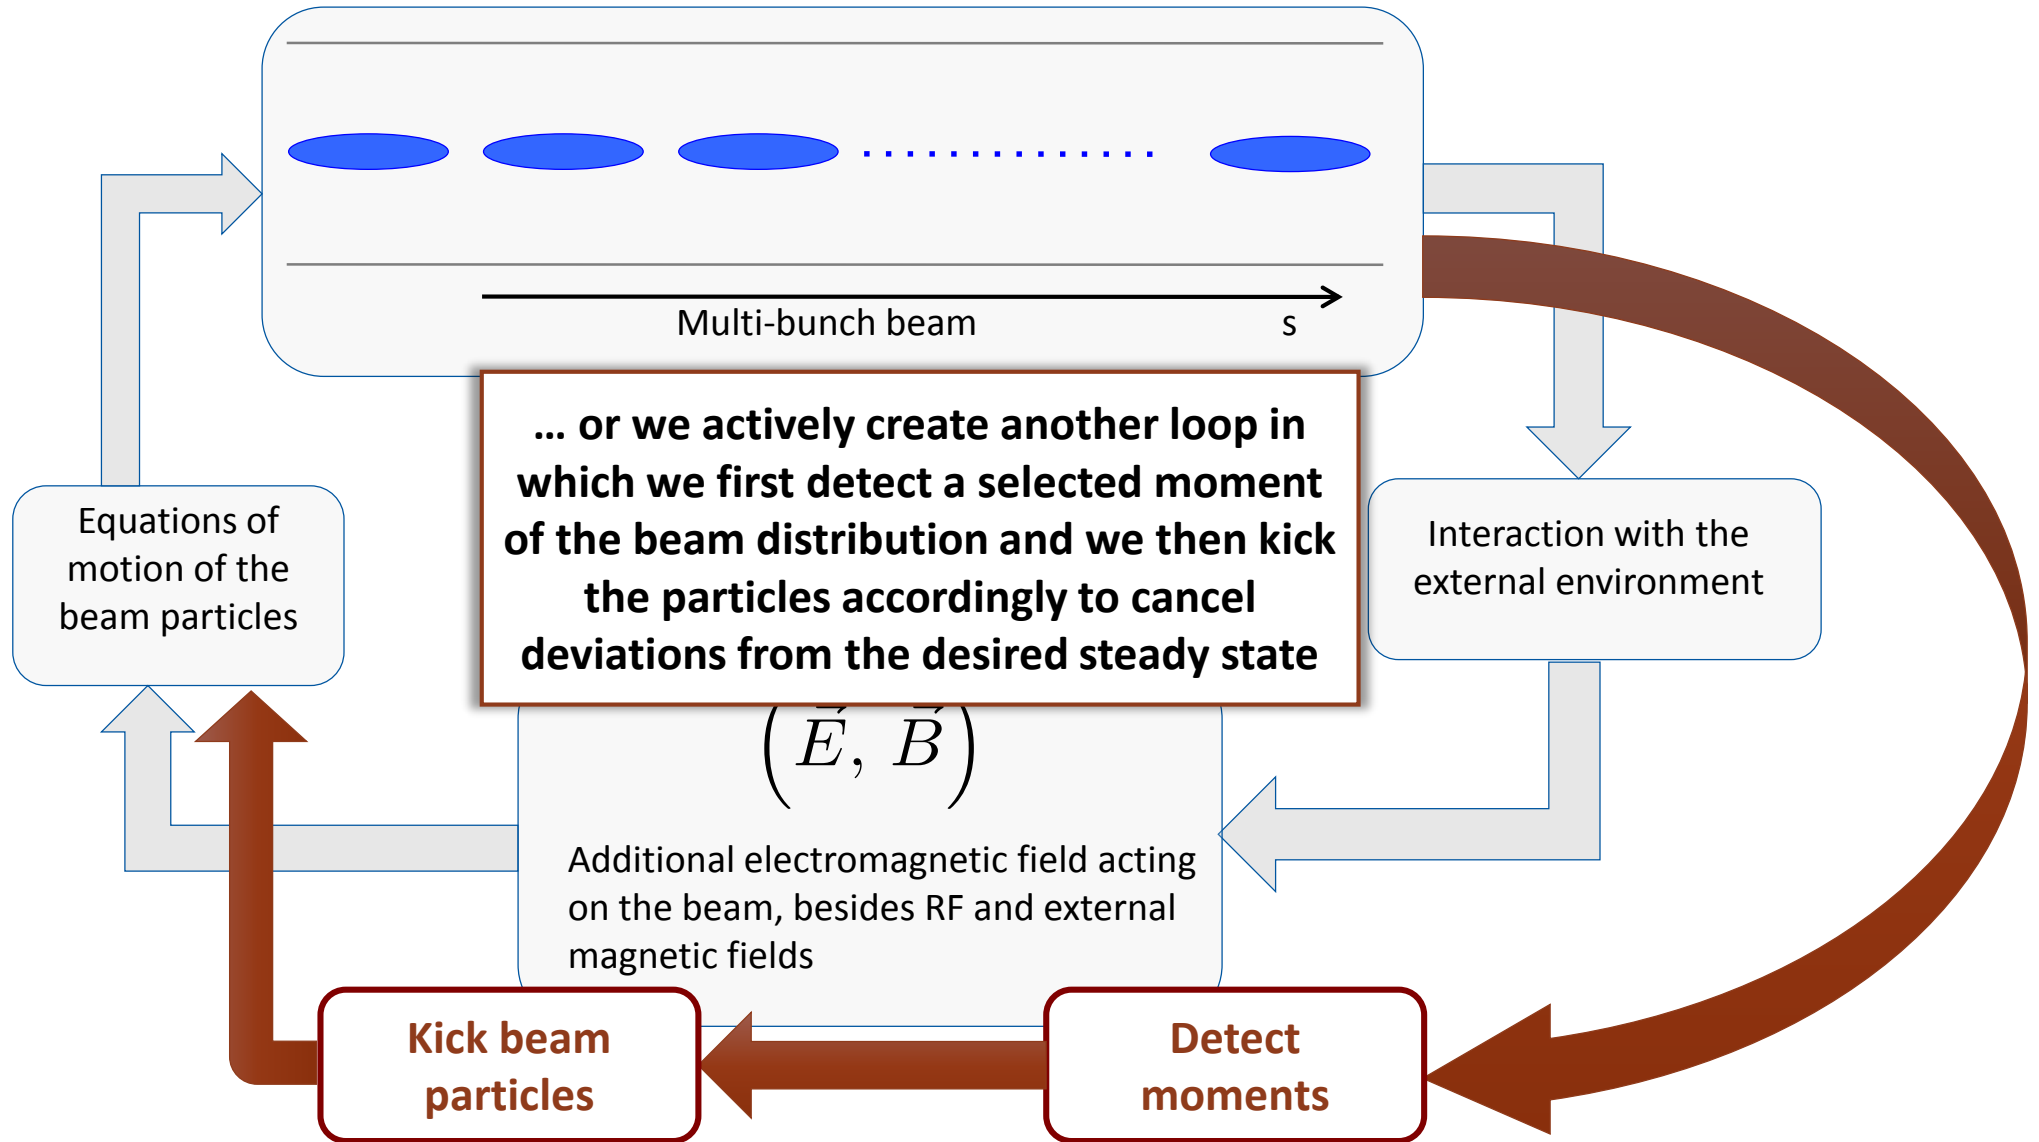 Multi-bunch beam
s
... or we actively create another loop in
which we first detect a selected moment
of the beam distribution and we then kick
the particles accordingly to cancel
deviations from the desired steady state
Equations of
motion of the
beam particles
Interaction with the
external environment
(E, B)
Additional electromagnetic field acting
on the beam, besides RF and external
magnetic fields
Kick beam
particles
Detect
moments